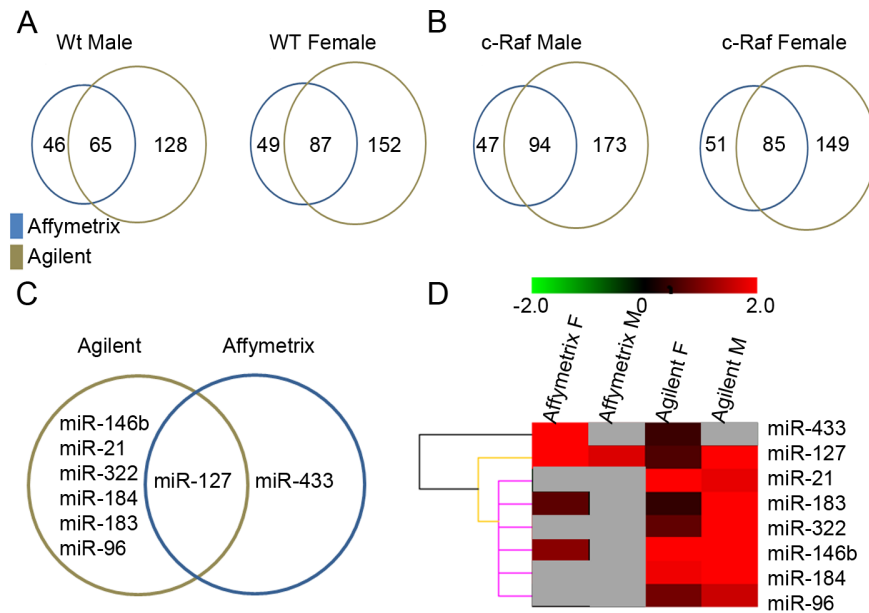 A
Wt Male
WT Female
B
c-Raf Male
c-Raf Female
46 65 128
49 87 152
47 94 173
51 85 149
Affymetrix
Agilent
C
Agilent
Affymetrix
miR-146b
miR-21
miR-322
miR-184
miR-183
miR-96
miR-127
miR-433
D
-2.0 0 2.0
Affymetrix F
Affymetrix M
Agilent F
Agilent M
miR-433
miR-127
miR-21
miR-183
miR-322
miR-146b
miR-184
miR-96